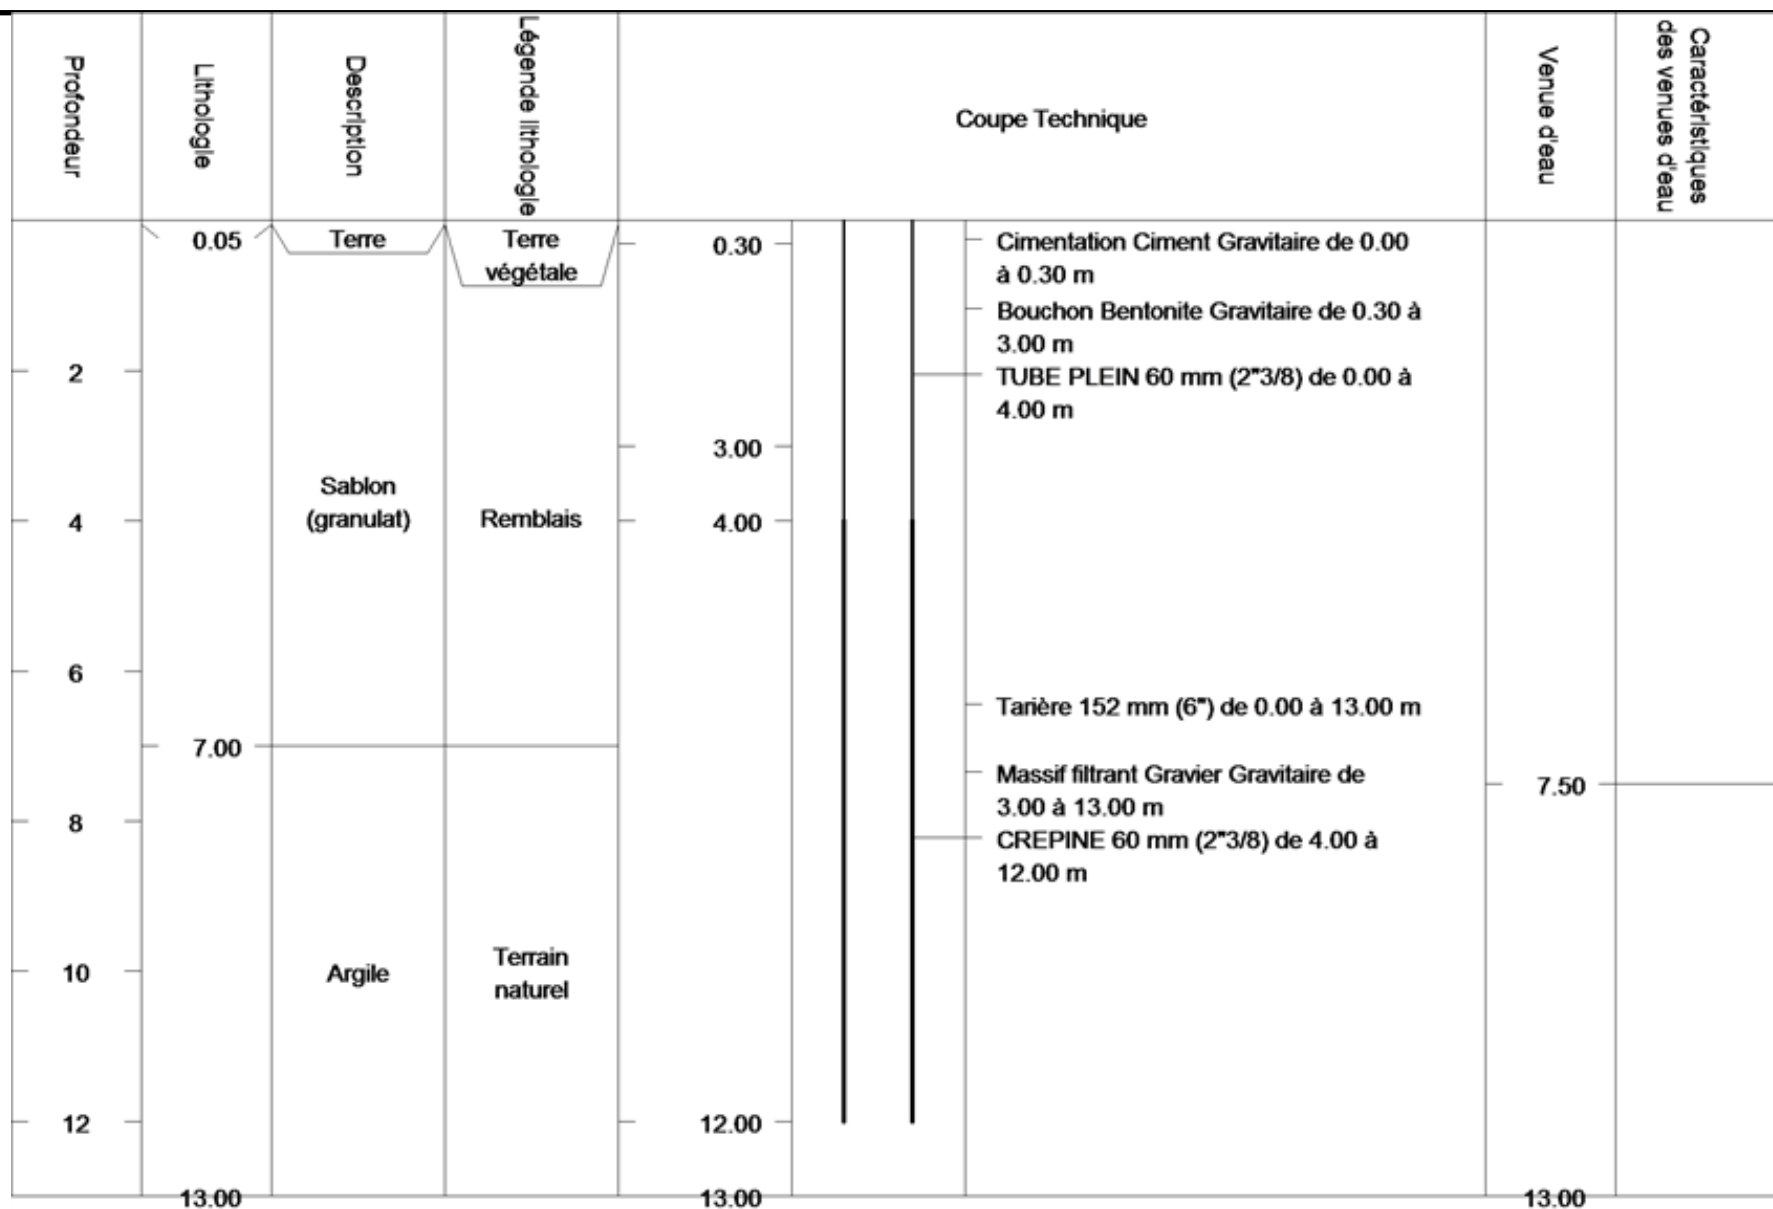 Profondeur
Lithologie
Description
Légende lithologie
Coupe Technique
Venue d'eau
Caractéristiques
des venues d'eau
0.05
Terre
Terre
végétale
0.30
Cimentation Ciment Gravitaire de 0.00
à 0.30 m
Bouchon Bentonite Gravitaire de 0.30 à
3.00 m
2
TUBE PLEIN 60 mm (2"3/8) de 0.00 à
4.00 m
3.00
Sablon
(granulat)
Remblais
4
4.00
6
Tarière 152 mm (6") de 0.00 à 13.00 m
7.00
Massif filtrant Gravier Gravitaire de
3.00 à 13.00 m
7.50
8
CREPINE 60 mm (2"3/8) de 4.00 à
12.00 m
10
Argile
Terrain
naturel
12
12.00
13.00
13.00
13.00